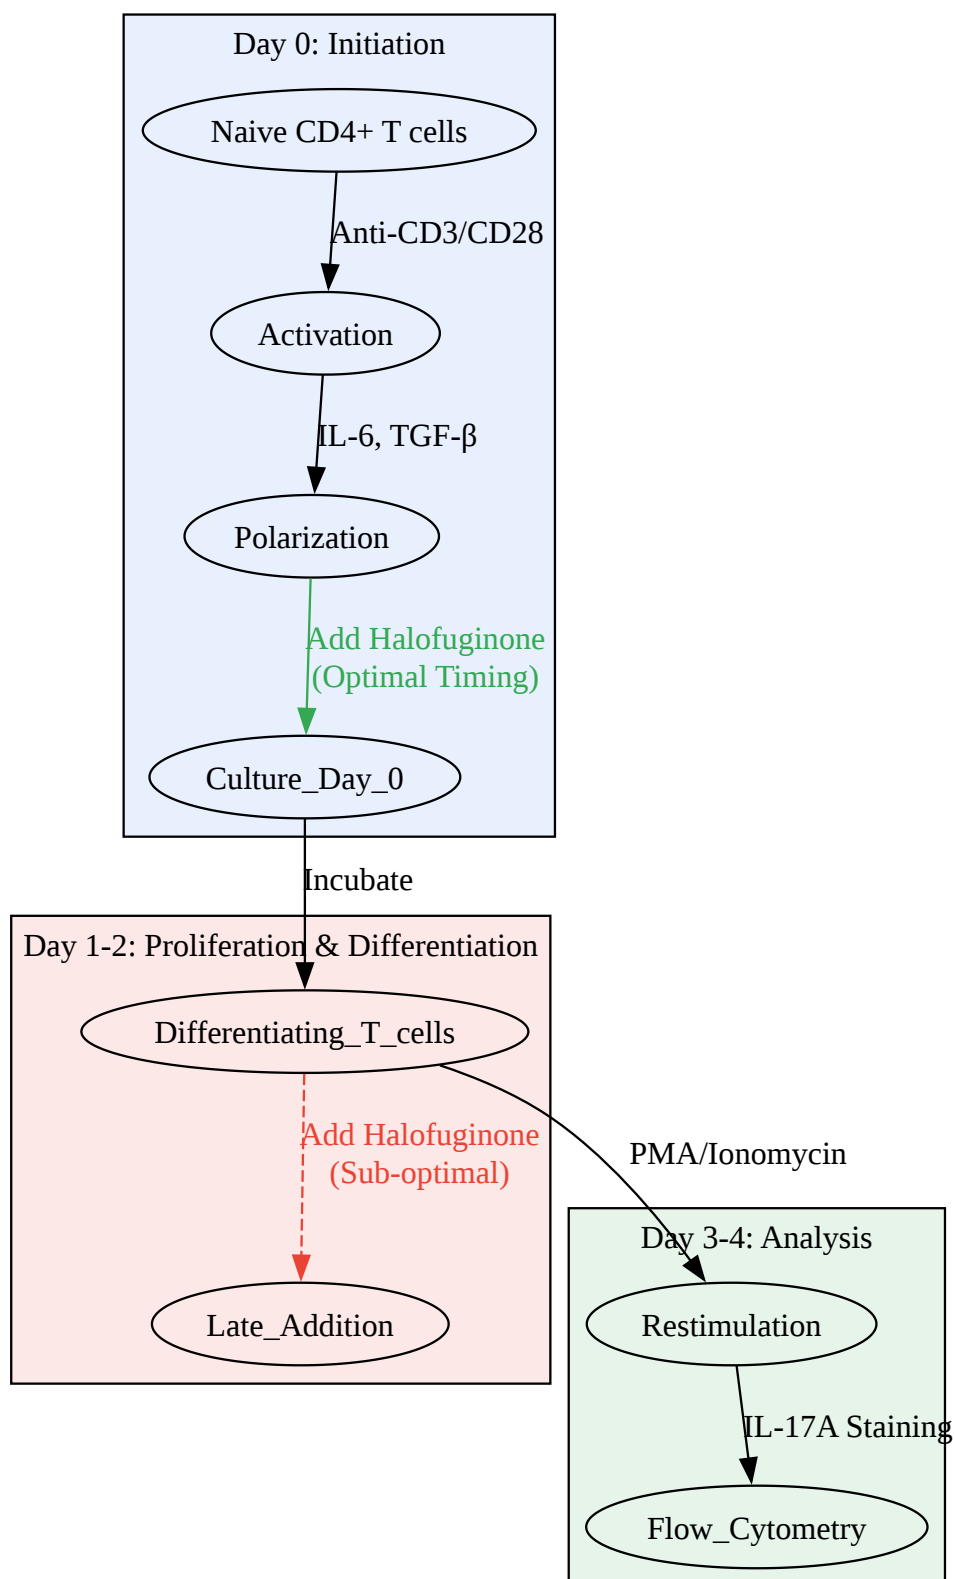 Day 0: Initiation
Naive CD4+ T cells
Anti-CD3/CD28
Activation
IL-6, TGF-β
Polarization
Add Halofuginone
(Optimal Timing)
Culture_Day_0
Incubate
Day 1-2: Proliferation & Differentiation
Differentiating_T_cells
Add Halofuginone
(Sub-optimal)
PMA/Ionomycin
Day 3-4: Analysis
Late_Addition
Restimulation
IL-17A Staining
Flow_Cytometry